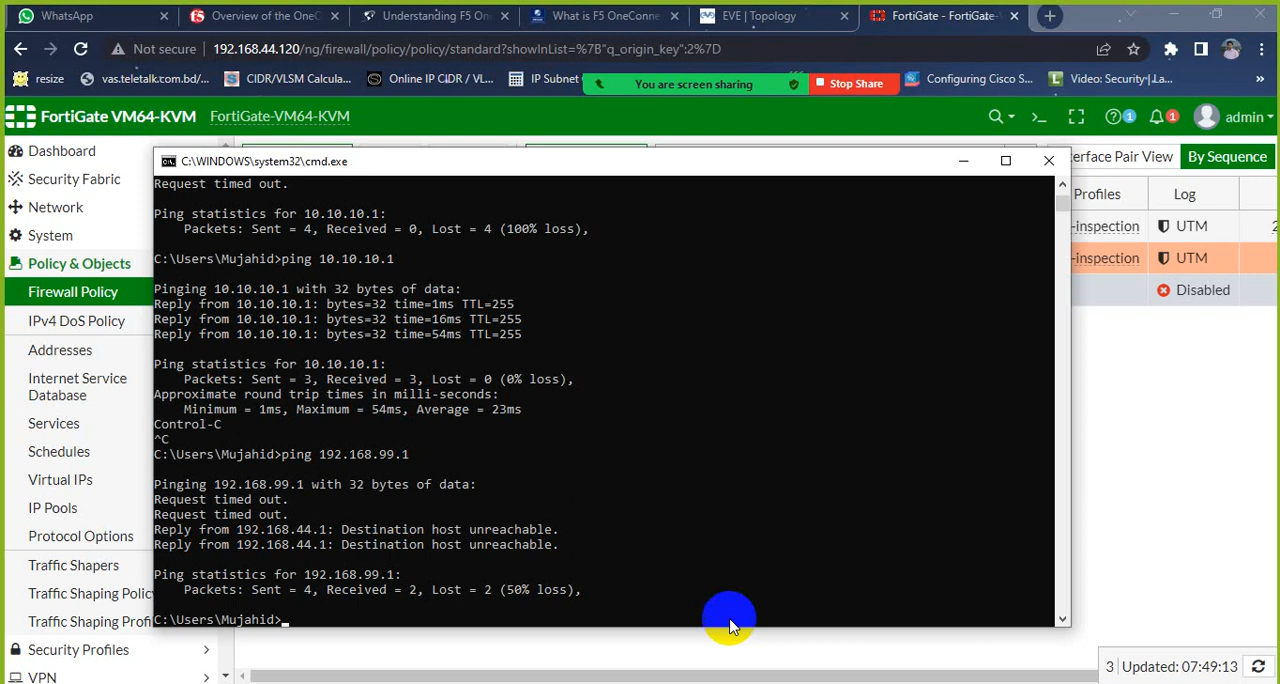 WhatsApp
Overview of the OneC
Understanding F5 On
What is F5 OneConne
EVE | Topology
FortiGate - FortiGate-
Not secure
192.168.44.120/ng/firewall/policy/policy/standard?showInList=%7B"q_origin_key":2%7D
resize
vas.teletalk.com.bd/...
CIDR/VLSM Calcula...
Online IP CIDR / VL...
IP Subnet
You are screen sharing
Stop Share
Configuring Cisco S...
Video: Security | La...
»
FortiGate VM64-KVM
FortiGate-VM64-KVM
1
1
admin
Dashboard
Security Fabric
Network
System
Policy & Objects
Firewall Policy
IPv4 DoS Policy
Addresses
Internet Service
Database
Services
Schedules
Virtual IPs
IP Pools
Protocol Options
Traffic Shapers
Traffic Shaping Polic
Traffic Shaping Profi
Security Profiles
VPN
C:\WINDOWS\system32\cmd.exe
Request timed out.
Ping statistics for 10.10.10.1:
Packets: Sent = 4, Received = 0, Lost = 4 (100% loss),
C:\Users\Mujahid>ping 10.10.10.1
Pinging 10.10.10.1 with 32 bytes of data:
Reply from 10.10.10.1: bytes=32 time=1ms TTL=255
Reply from 10.10.10.1: bytes=32 time=16ms TTL=255
Reply from 10.10.10.1: bytes=32 time=54ms TTL=255
Ping statistics for 10.10.10.1:
Packets: Sent = 3, Received = 3, Lost = 0 (0% loss),
Approximate round trip times in milli-seconds:
Minimum = 1ms, Maximum = 54ms, Average = 23ms
Control-C
^C
C:\Users\Mujahid>ping 192.168.99.1
Pinging 192.168.99.1 with 32 bytes of data:
Request timed out.
Request timed out.
Reply from 192.168.44.1: Destination host unreachable.
Reply from 192.168.44.1: Destination host unreachable.
Ping statistics for 192.168.99.1:
Packets: Sent = 4, Received = 2, Lost = 2 (50% loss),
C:\Users\Mujahid>
terface Pair View
By Sequence
Profiles
Log
-inspection
UTM
2
-inspection
UTM
Disabled
3
Updated: 07:49:13